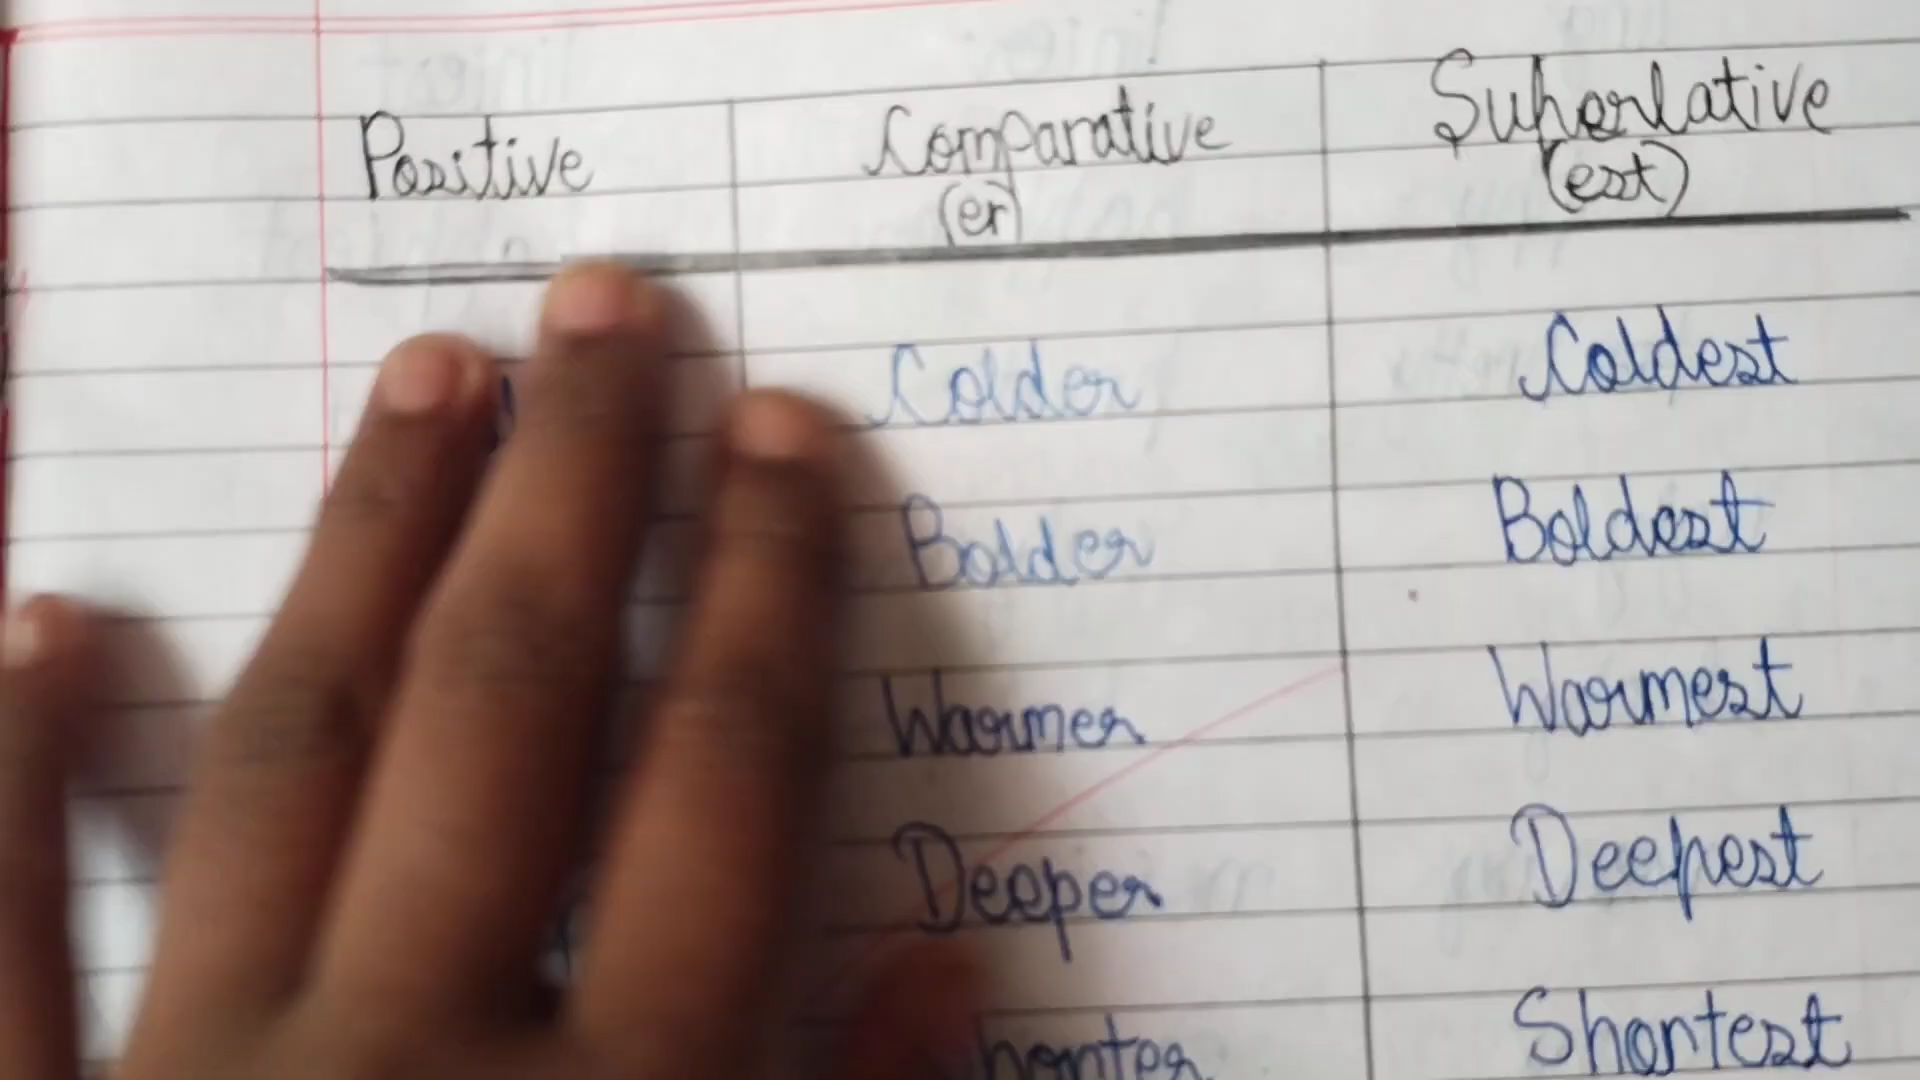 Positive Comparative Superlative
(er) (est)
Colder Coldest
Bolder Boldest
Warmer Warmest
Deeper Deepest
Shortest